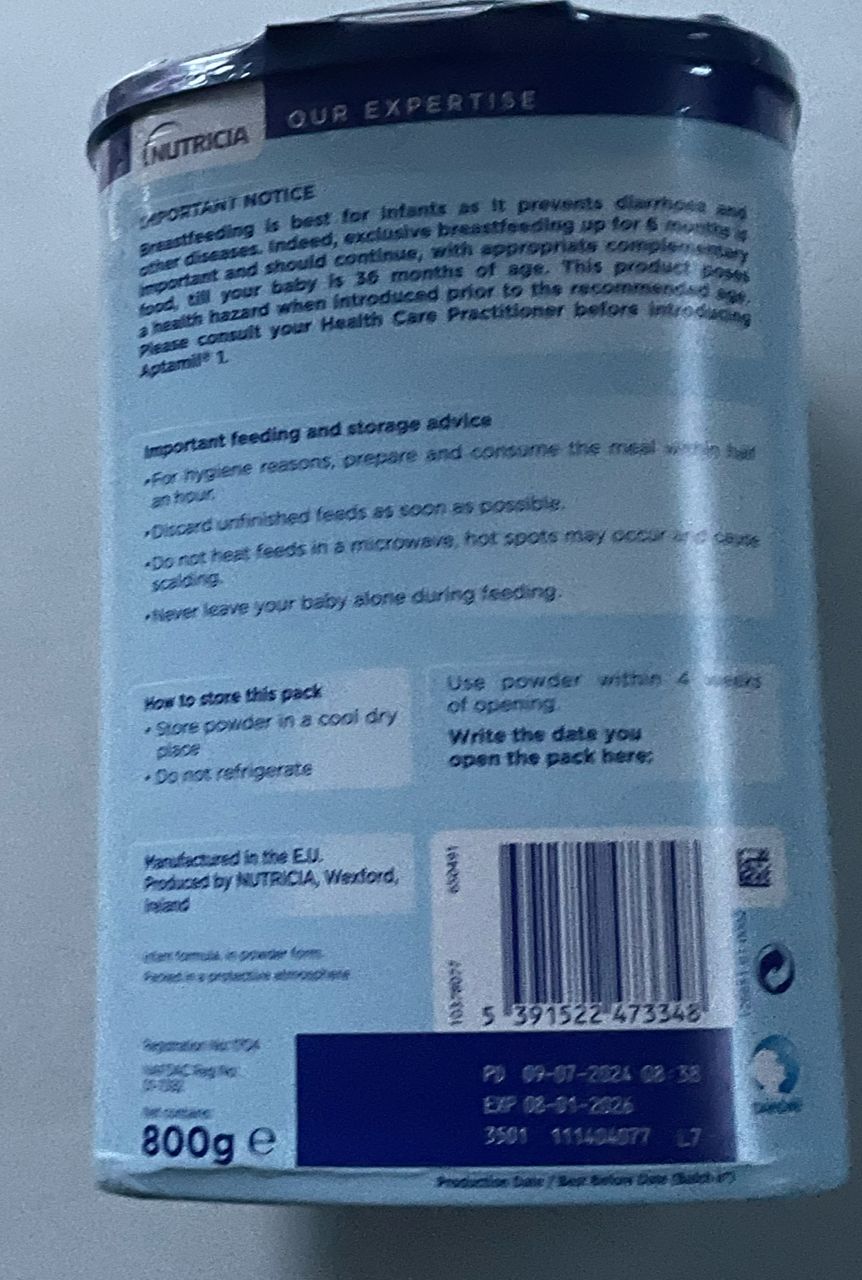 NUTRICIA OUR EXPERTISE
IMPORTANT NOTICE
Breastfeeding is best for infants as it prevents diarrhoea and
other diseases. Indeed, exclusive breastfeeding up for 6 months is
important and should continue, with appropriate complementary
food, till your baby is 36 months of age. This product poses
a health hazard when introduced prior to the recommended age.
Please consult your Health Care Practitioner before introducing
Aptamil® 1.
Important feeding and storage advice
•For hygiene reasons, prepare and consume the meal within half
an hour.
•Discard unfinished feeds as soon as possible.
•Do not heat feeds in a microwave, hot spots may occur and cause
scalding.
•Never leave your baby alone during feeding.
How to store this pack
• Store powder in a cool dry
place
• Do not refrigerate
Use powder within 4 weeks
of opening.
Write the date you
open the pack here:
Manufactured in the E.U.
Produced by NUTRICIA, Wexford,
Ireland
Infant formula, in powder form.
Packed in a protective atmosphere
Registration No:
NAFDAC Reg No:
Net contents:
800g e
5 391522 473348
PD 09-07-2024 08:38
EXP 08-01-2026
3501 111404077 L7
Production Date / Best Before Date (Batch n°)